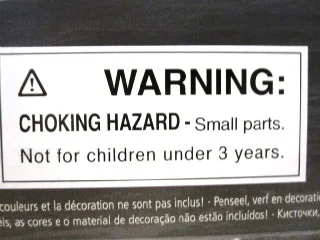 WARNING:
CHOKING HAZARD - Small parts.
Not for children under 3 years.
couleurs et la décoration ne sont pas inclus! - Penseel, verf en decorati
eis, as cores e o material de decoração não estão incluídos! - Кисточки,